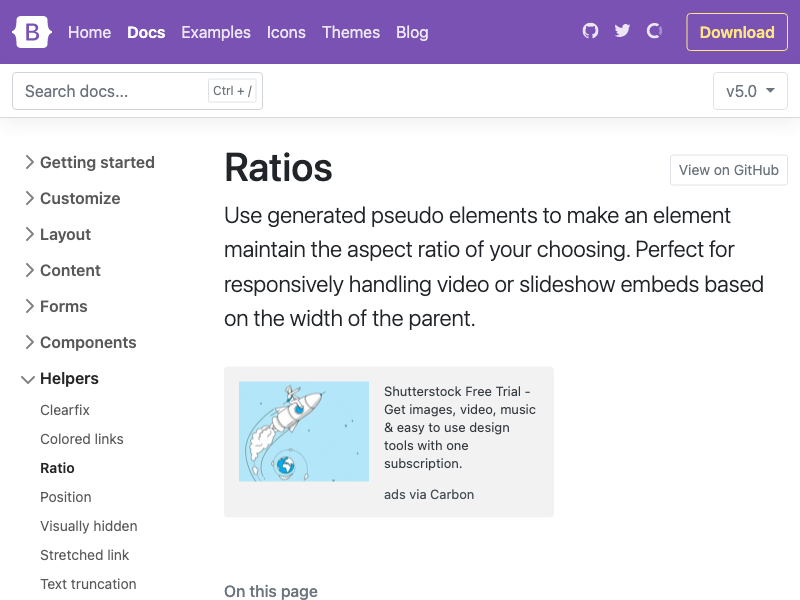 B Home Docs Examples Icons Themes Blog Download
Search docs... Ctrl + / v5.0
Getting started
Customize
Layout
Content
Forms
Components
Helpers
Clearfix
Colored links
Ratio
Position
Visually hidden
Stretched link
Text truncation
Ratios
View on GitHub
Use generated pseudo elements to make an element
maintain the aspect ratio of your choosing. Perfect for
responsively handling video or slideshow embeds based
on the width of the parent.
Shutterstock Free Trial -
Get images, video, music
& easy to use design
tools with one
subscription.
ads via Carbon
On this page